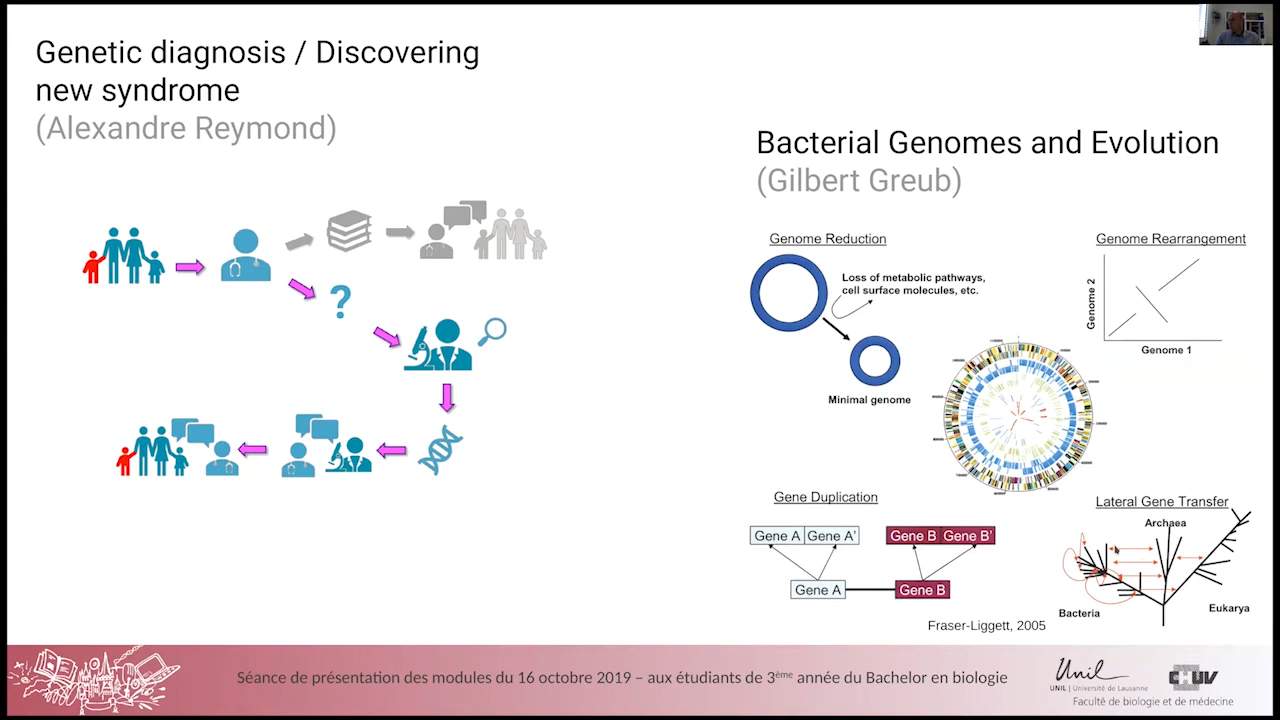 Genetic diagnosis / Discovering
new syndrome
(Alexandre Reymond)
?
Bacterial Genomes and Evolution
(Gilbert Greub)
Genome Reduction
Loss of metabolic pathways,
cell surface molecules, etc.
Minimal genome
Genome Rearrangement
Genome 2
Genome 1
Gene Duplication
Gene A Gene A'
Gene B Gene B'
Gene A
Gene B
Lateral Gene Transfer
Archaea
Bacteria
Eukarya
Fraser-Liggett, 2005
Séance de présentation des modules du 16 octobre 2019 – aux étudiants de 3ème année du Bachelor en biologie
Unil
UNIL | Université de Lausanne
CHUV
Faculté de biologie et de médecine